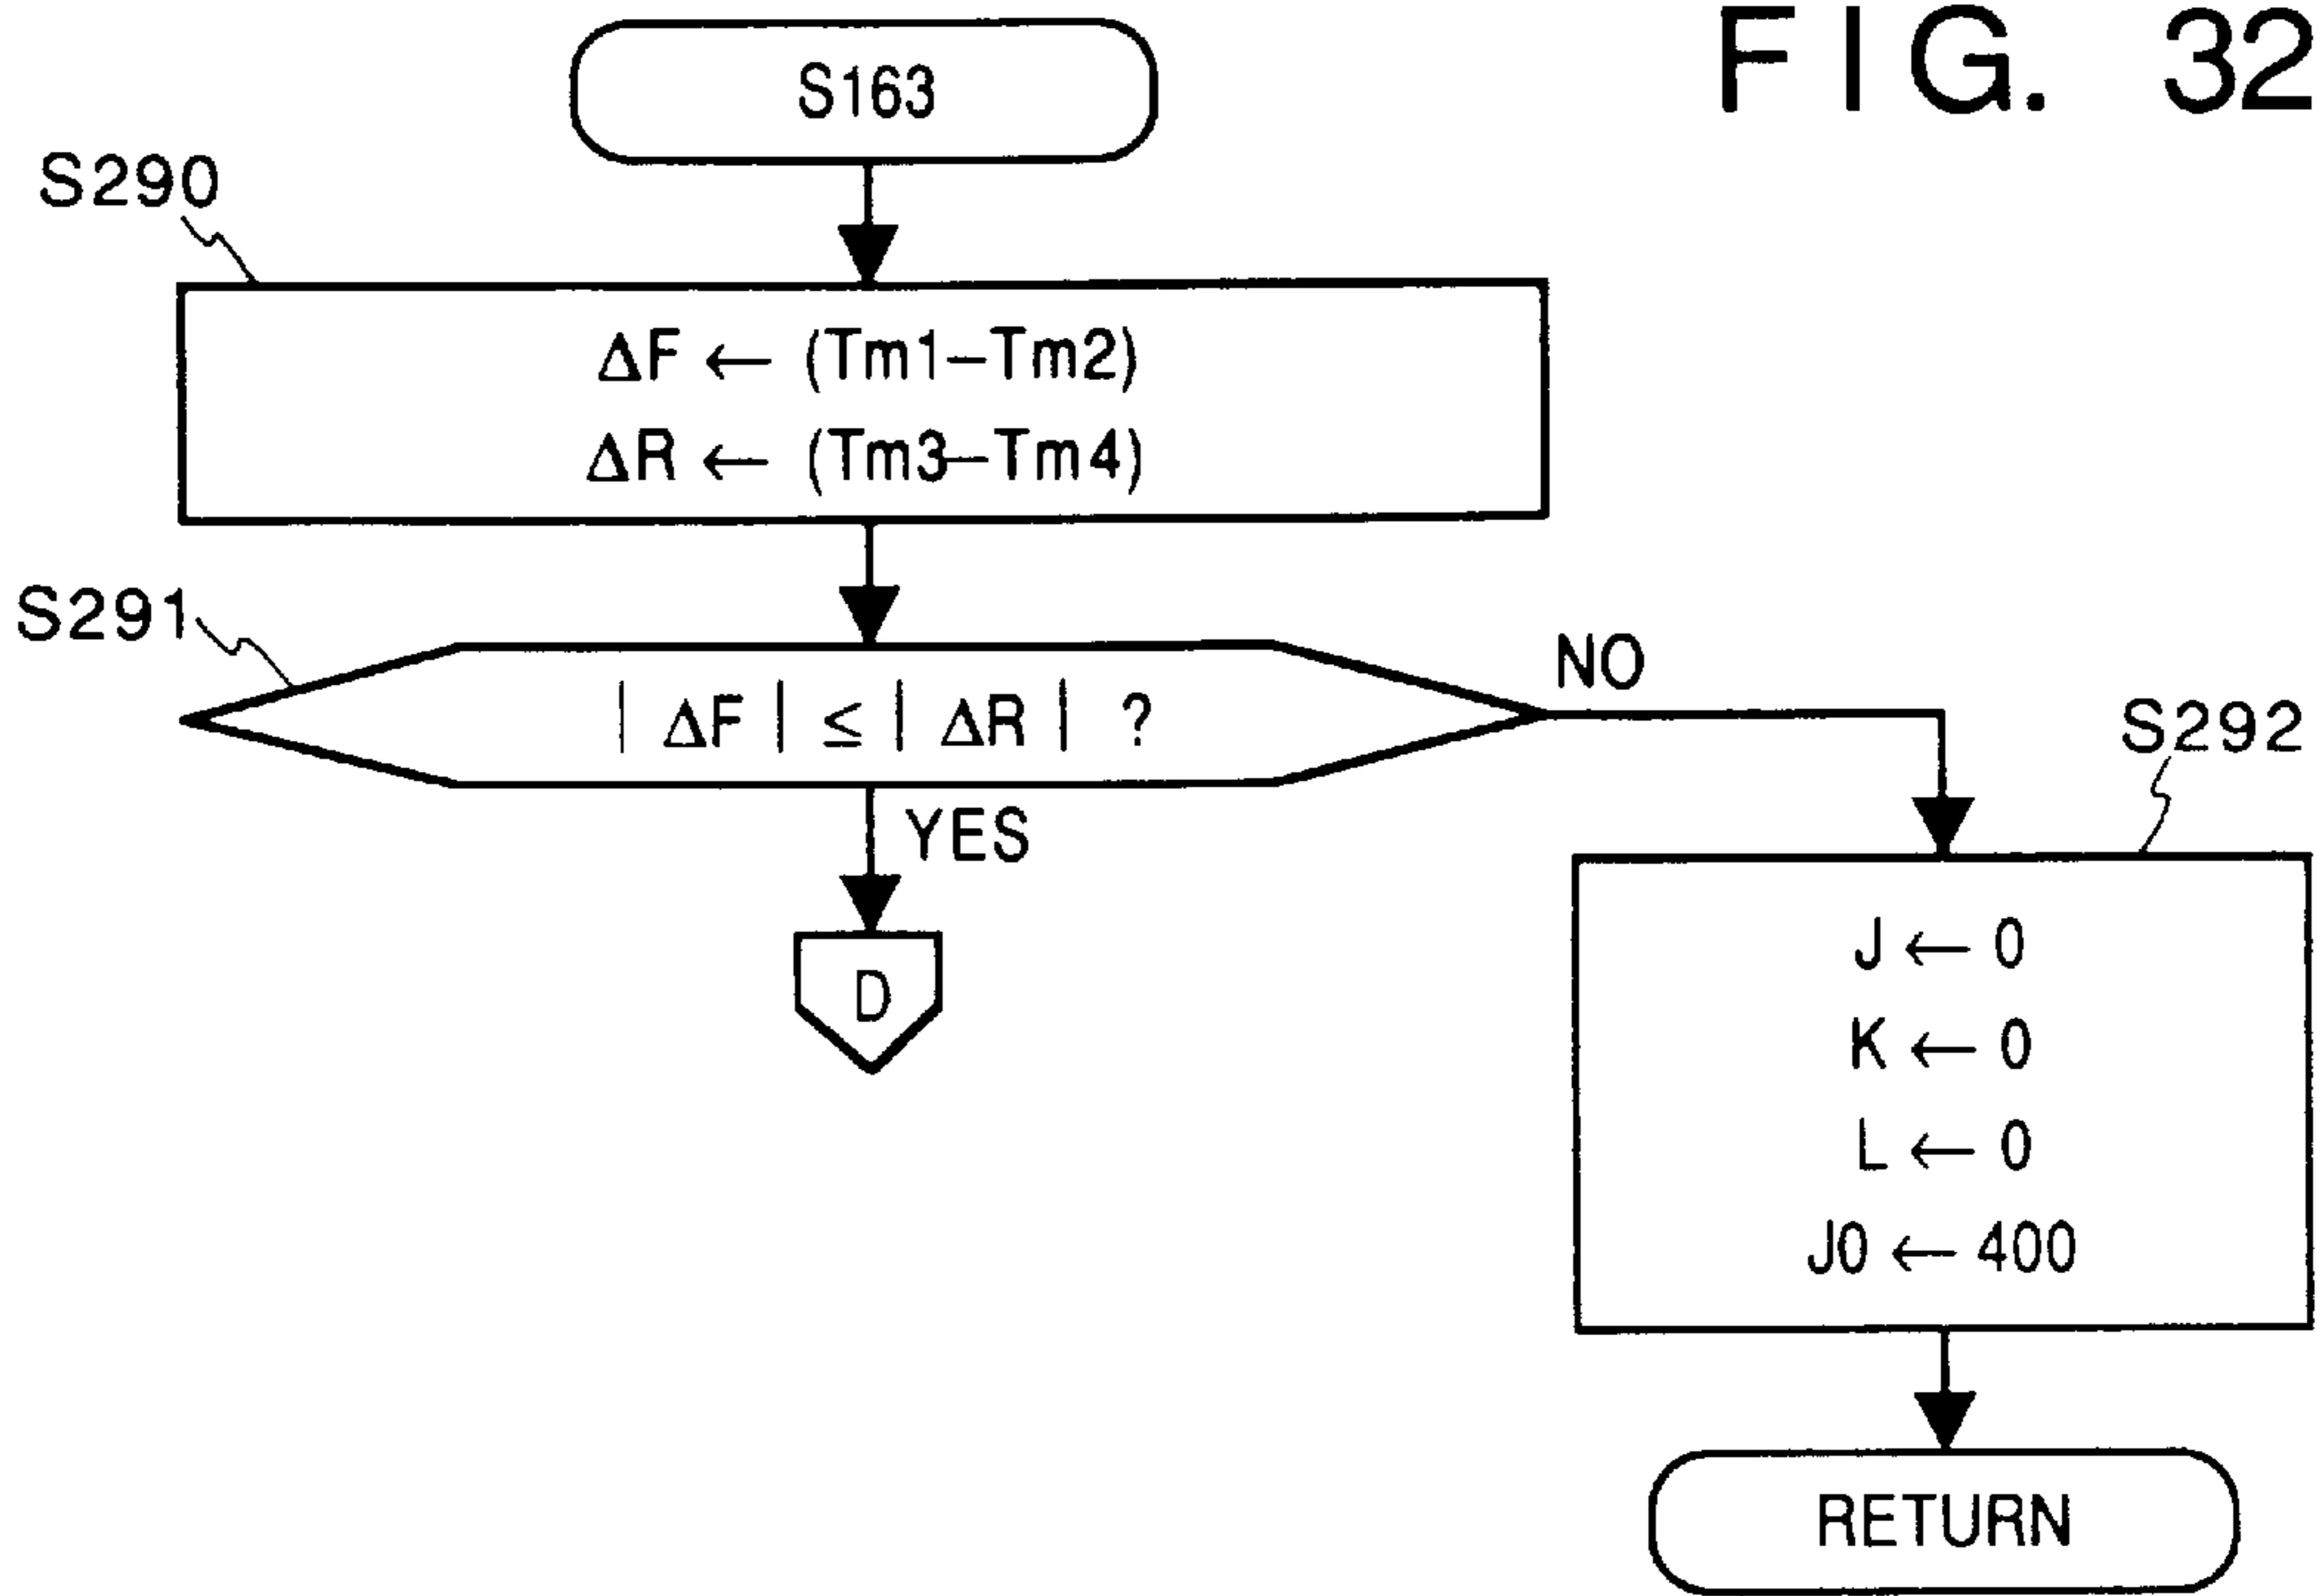 FIG. 32
S163
S290
ΔF ← (Tm1−Tm2)
ΔR ← (Tm3−Tm4)
S291
| ΔF | ≤ | ΔR | ?
NO
YES
D
S292
J ← 0
K ← 0
L ← 0
J0 ← 400
RETURN